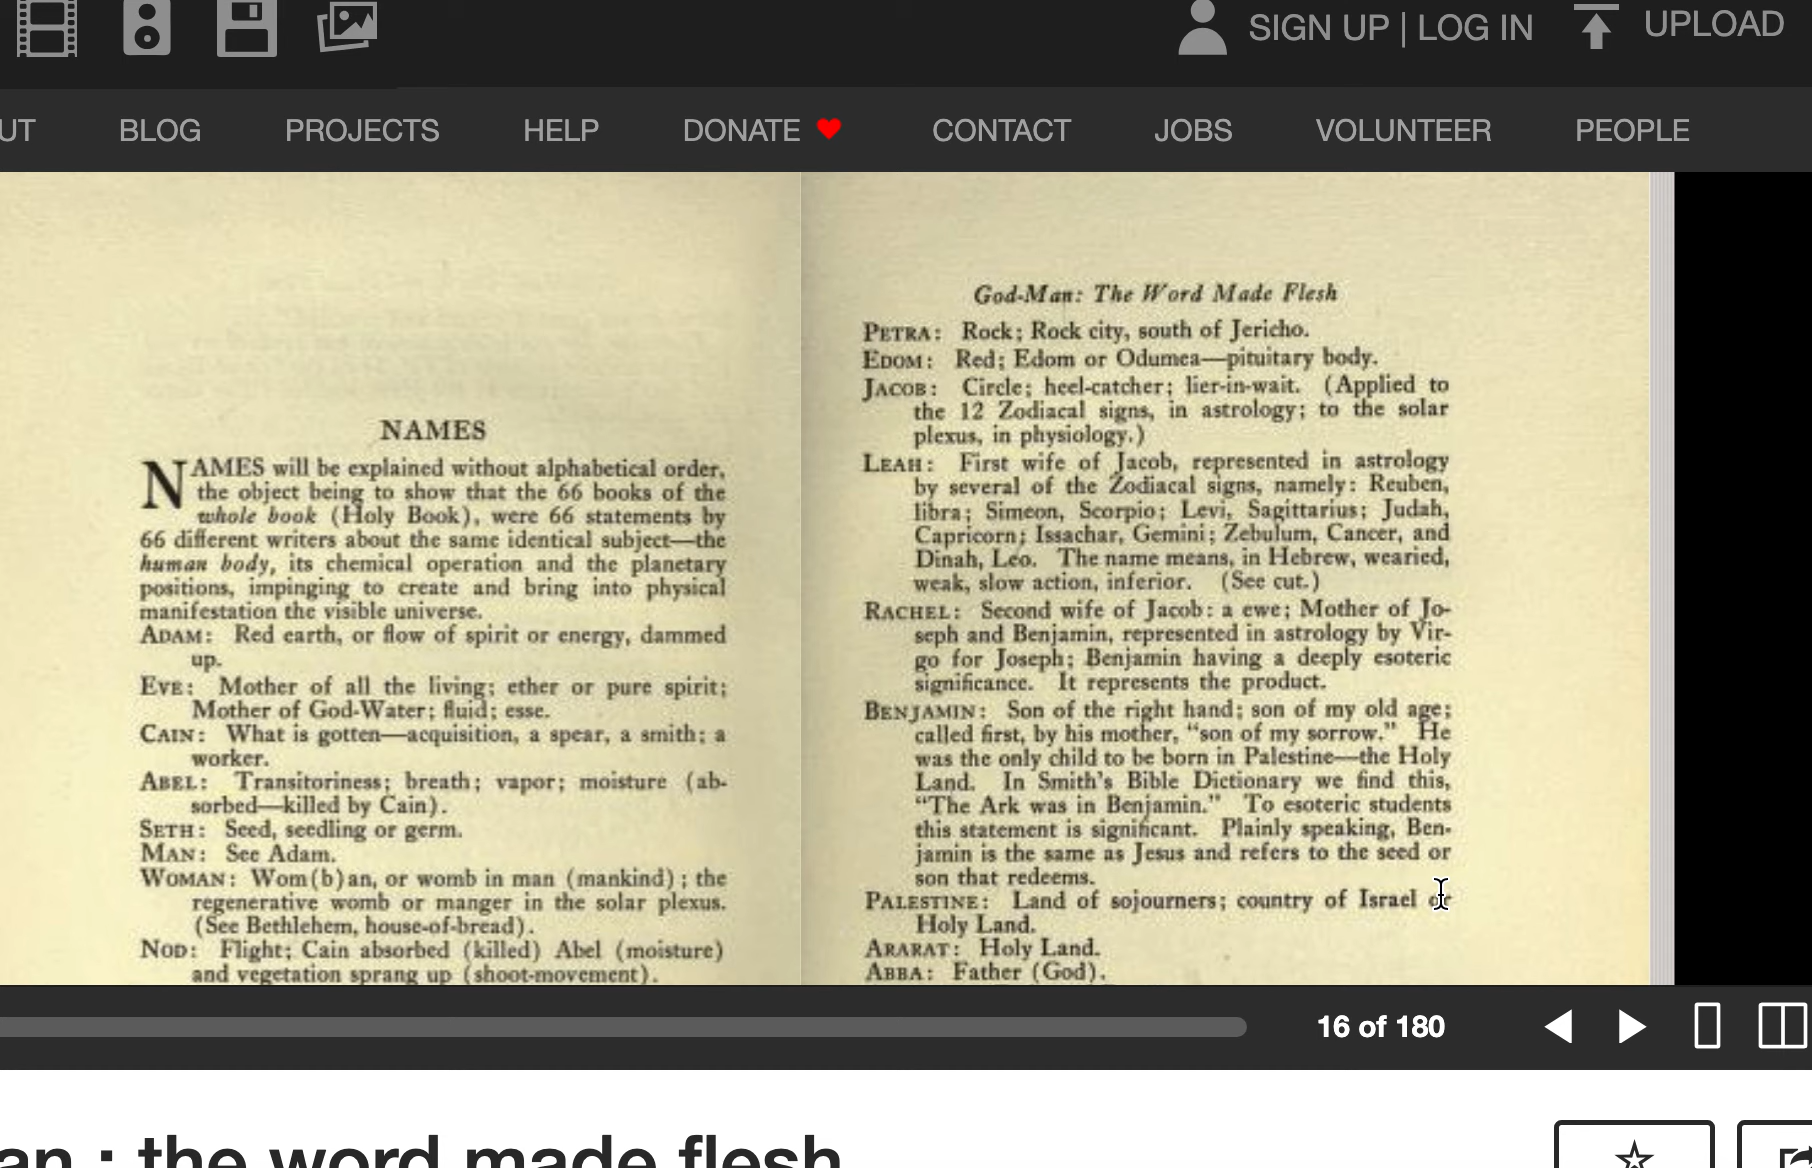 SIGN UP | LOG IN
UPLOAD
UT
BLOG
PROJECTS
HELP
DONATE
CONTACT
JOBS
VOLUNTEER
PEOPLE
NAMES
NAMES will be explained without alphabetical order,
the object being to show that the 66 books of the
whole book (Holy Book), were 66 statements by
66 different writers about the same identical subject—the
human body, its chemical operation and the planetary
positions, impinging to create and bring into physical
manifestation the visible universe.
ADAM: Red earth, or flow of spirit or energy, dammed
up.
EVE: Mother of all the living; ether or pure spirit;
Mother of God-Water; fluid; esse.
CAIN: What is gotten—acquisition, a spear, a smith; a
worker.
ABEL: Transitoriness; breath; vapor; moisture (ab-
sorbed—killed by Cain).
SETH: Seed, seedling or germ.
MAN: See Adam.
WOMAN: Wom(b)an, or womb in man (mankind); the
regenerative womb or manger in the solar plexus.
(See Bethlehem, house-of-bread).
NOD: Flight; Cain absorbed (killed) Abel (moisture)
and vegetation sprang up (shoot-movement).
God-Man: The Word Made Flesh
PETRA: Rock; Rock city, south of Jericho.
EDOM: Red; Edom or Odumea—pituitary body.
JACOB: Circle; heel-catcher; lier-in-wait. (Applied to
the 12 Zodiacal signs, in astrology; to the solar
plexus, in physiology.)
LEAH: First wife of Jacob, represented in astrology
by several of the Zodiacal signs, namely: Reuben,
libra; Simeon, Scorpio; Levi, Sagittarius; Judah,
Capricorn; Issachar, Gemini; Zebulum, Cancer, and
Dinah, Leo. The name means, in Hebrew, wearied,
weak, slow action, inferior. (See cut.)
RACHEL: Second wife of Jacob: a ewe; Mother of Jo-
seph and Benjamin, represented in astrology by Vir-
go for Joseph; Benjamin having a deeply esoteric
significance. It represents the product.
BENJAMIN: Son of the right hand; son of my old age;
called first, by his mother, "son of my sorrow." He
was the only child to be born in Palestine—the Holy
Land. In Smith's Bible Dictionary we find this,
"The Ark was in Benjamin." To esoteric students
this statement is significant. Plainly speaking, Ben-
jamin is the same as Jesus and refers to the seed or
son that redeems.
PALESTINE: Land of sojourners; country of Israel or
Holy Land.
ARARAT: Holy Land.
ABBA: Father (God).
16 of 180
an : the word made flesh